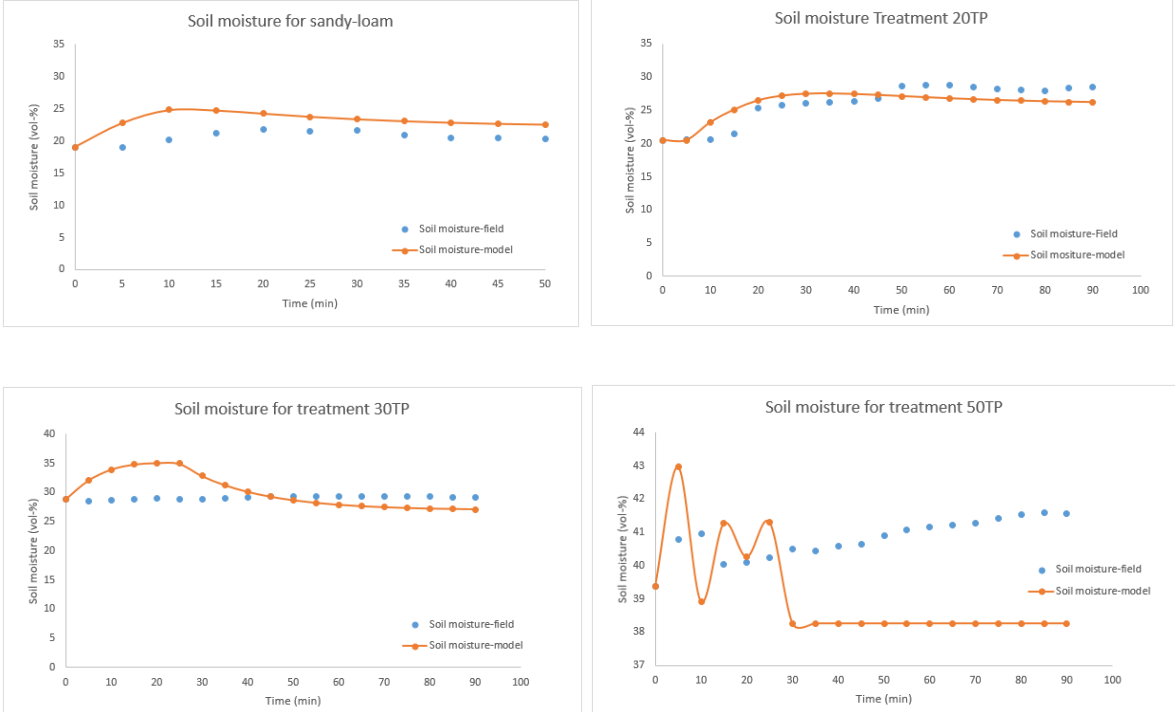 Soil moisture for sandy-loam
35
30
25
20
15
10
5
0
Soil moisture (vol-%)
0 5 10 15 20 25 30 35 40 45 50
Time (min)
Soil moisture-field
Soil moisture-model
Soil moisture Treatment 20TP
35
30
25
20
15
10
5
0
Soil moisture (vol-%)
0 10 20 30 40 50 60 70 80 90 100
Time (min)
Soil moisture-Field
Soil mositure-model
Soil moisture for treatment 30TP
40
35
30
25
20
15
10
5
0
Soil moisture (vol-%)
0 10 20 30 40 50 60 70 80 90 100
Time (min)
Soil moisture-field
Soil moisture-model
Soil moisture for treatment 50TP
44
43
42
41
40
39
38
37
Soil moisture (vol-%)
0 10 20 30 40 50 60 70 80 90 100
Time (min)
Soil moisture-field
Soil moisture-model